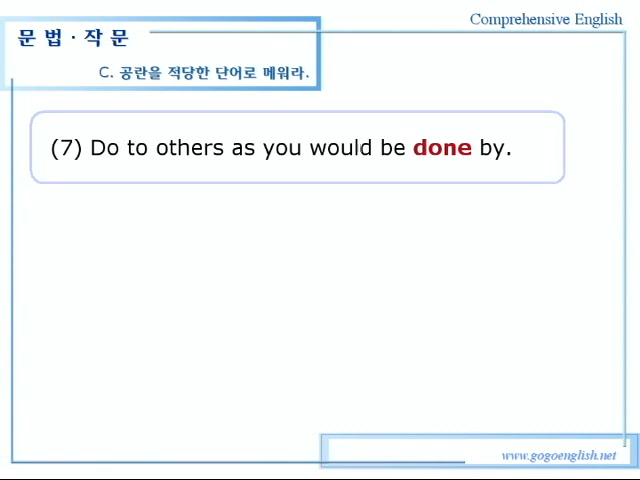 Comprehensive English
문 법 · 작 문
C. 공란을 적당한 단어로 메워라.
(7) Do to others as you would be done by.
www.gogoenglish.net